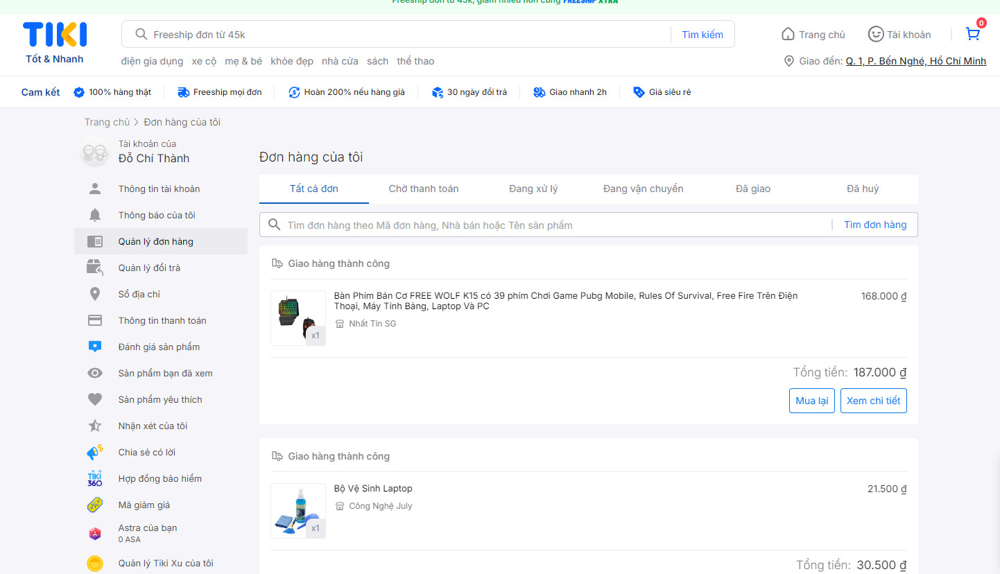 Freeship đơn từ 45k, giảm nhiều hơn cùng FREESHIP XTRA
TIKI
Tốt & Nhanh
Freeship đơn từ 45k
Tìm kiếm
Trang chủ
Tài khoản
0
điện gia dụng xe cộ mẹ & bé khỏe đẹp nhà cửa sách thể thao
Giao đến: Q. 1, P. Bến Nghé, Hồ Chí Minh
Cam kết 100% hàng thật Freeship mọi đơn Hoàn 200% nếu hàng giả 30 ngày đổi trả Giao nhanh 2h Giá siêu rẻ
Trang chủ > Đơn hàng của tôi
Tài khoản của
Đỗ Chí Thành
Thông tin tài khoản
Thông báo của tôi
Quản lý đơn hàng
Quản lý đổi trả
Sổ địa chỉ
Thông tin thanh toán
Đánh giá sản phẩm
Sản phẩm bạn đã xem
Sản phẩm yêu thích
Nhận xét của tôi
Chia sẻ có lời
TIKI
360
Hợp đồng bảo hiểm
Mã giảm giá
A
Astra của bạn
0 ASA
Quản lý Tiki Xu của tôi
Đơn hàng của tôi
Tất cả đơn Chờ thanh toán Đang xử lý Đang vận chuyển Đã giao Đã huỷ
Tìm đơn hàng theo Mã đơn hàng, Nhà bán hoặc Tên sản phẩm
Tìm đơn hàng
Giao hàng thành công
Bàn Phím Bán Cơ FREE WOLF K15 có 39 phím Chơi Game Pubg Mobile, Rules Of Survival, Free Fire Trên Điện
Thoại, Máy Tính Bảng, Laptop Và PC
168.000 ₫
Nhất Tín SG
x1
Tổng tiền: 187.000 ₫
Mua lại
Xem chi tiết
Giao hàng thành công
Bộ Vệ Sinh Laptop
21.500 ₫
Công Nghệ July
x1
Tổng tiền: 30.500 ₫